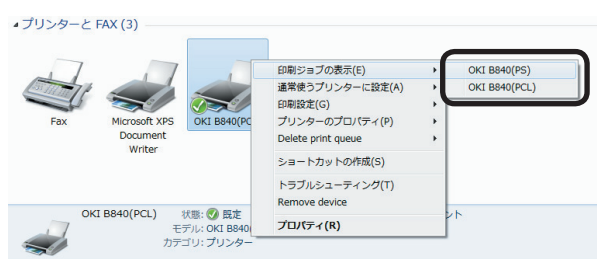 プリンターと FAX (3)
Fax
Microsoft XPS
Document
Writer
OKI B840(PC
印刷ジョブの表示(E)
通常使うプリンターに設定(A)
印刷設定(G)
プリンターのプロパティ(P)
Delete print queue
ショートカットの作成(S)
トラブルシューティング(T)
Remove device
プロパティ(R)
OKI B840(PS)
OKI B840(PCL)
OKI B840(PCL) 状態: 既定
モデル: OKI B840(
カテゴリ: プリンター
ント